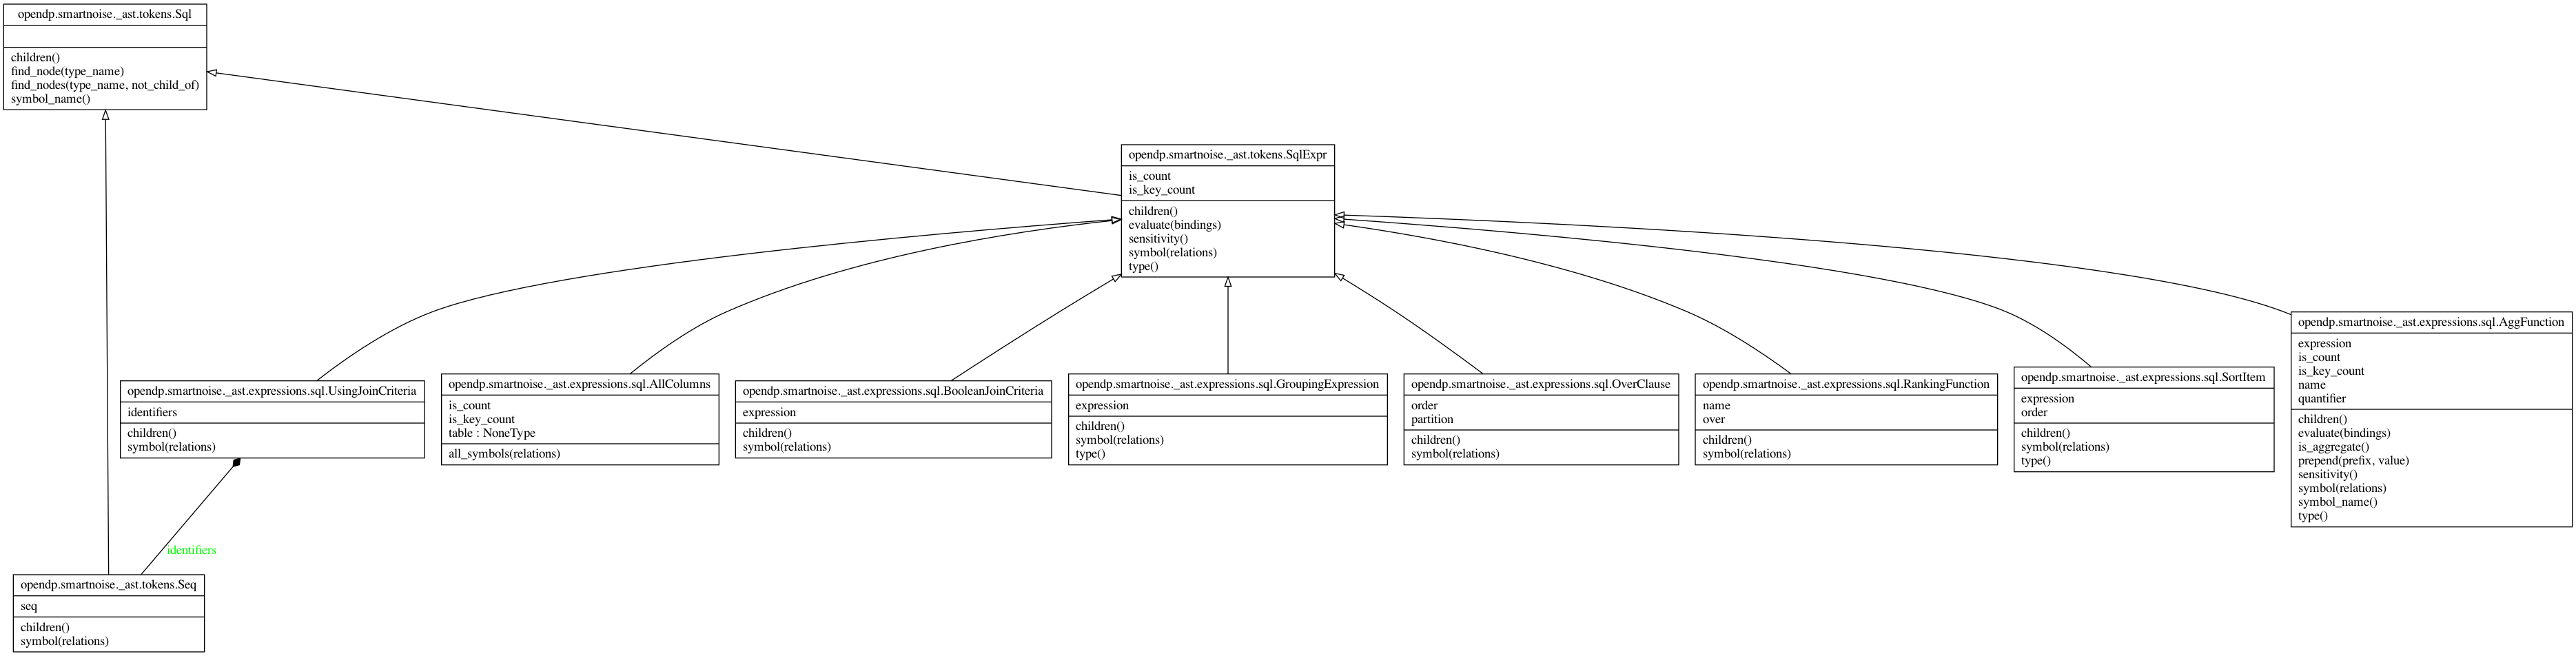 opendp.smartnoise._ast.tokens.Sql
children()
find_node(type_name)
find_nodes(type_name, not_child_of)
symbol_name()
opendp.smartnoise._ast.tokens.SqlExpr
is_count
is_key_count
children()
evaluate(bindings)
sensitivity()
symbol(relations)
type()
opendp.smartnoise._ast.expressions.sql.UsingJoinCriteria
identifiers
children()
symbol(relations)
opendp.smartnoise._ast.expressions.sql.AllColumns
is_count
is_key_count
table : NoneType
all_symbols(relations)
opendp.smartnoise._ast.expressions.sql.BooleanJoinCriteria
expression
children()
symbol(relations)
opendp.smartnoise._ast.expressions.sql.GroupingExpression
expression
children()
symbol(relations)
type()
opendp.smartnoise._ast.expressions.sql.OverClause
order
partition
children()
symbol(relations)
opendp.smartnoise._ast.expressions.sql.RankingFunction
name
over
children()
symbol(relations)
opendp.smartnoise._ast.expressions.sql.SortItem
expression
order
children()
symbol(relations)
type()
opendp.smartnoise._ast.expressions.sql.AggFunction
expression
is_count
is_key_count
name
quantifier
children()
evaluate(bindings)
is_aggregate()
prepend(prefix, value)
sensitivity()
symbol(relations)
symbol_name()
type()
identifiers
opendp.smartnoise._ast.tokens.Seq
seq
children()
symbol(relations)